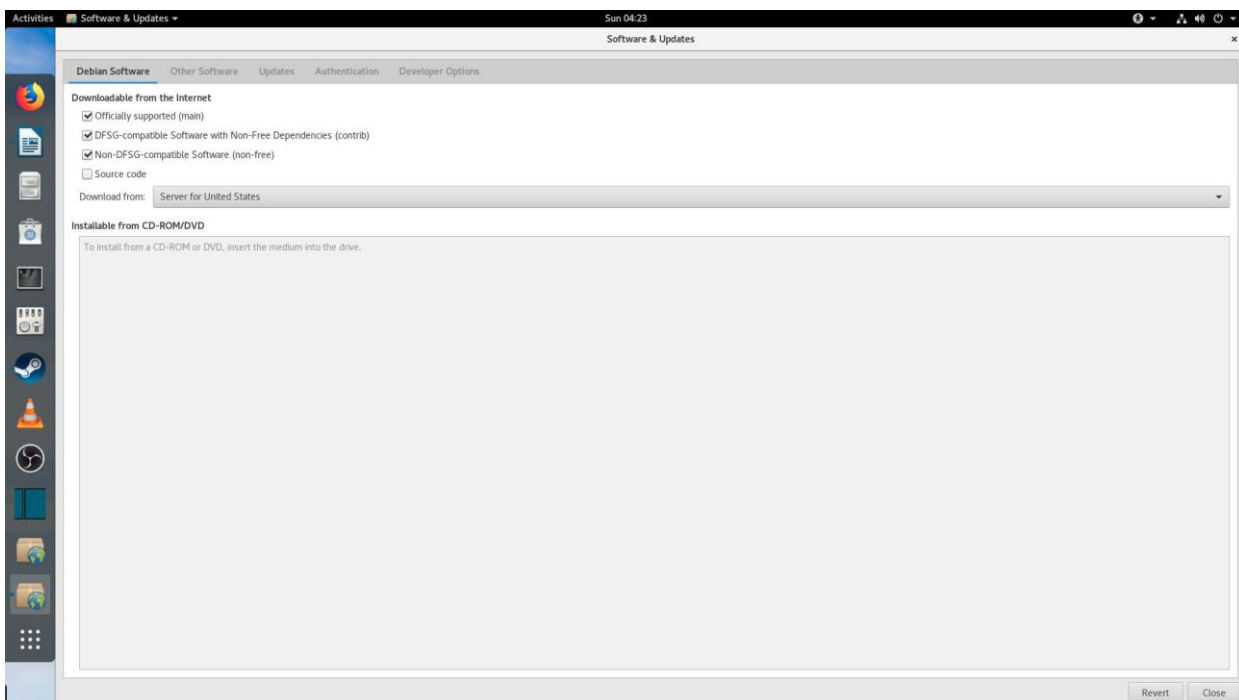 Activities Software & Updates Sun 04:23
Software & Updates
Debian Software Other Software Updates Authentication Developer Options
Downloadable from the Internet
Officially supported (main)
DFSG-compatible Software with Non-Free Dependencies (contrib)
Non-DFSG-compatible Software (non-free)
Source code
Download from: Server for United States
Installable from CD-ROM/DVD
To install from a CD-ROM or DVD, insert the medium into the drive.
Revert Close